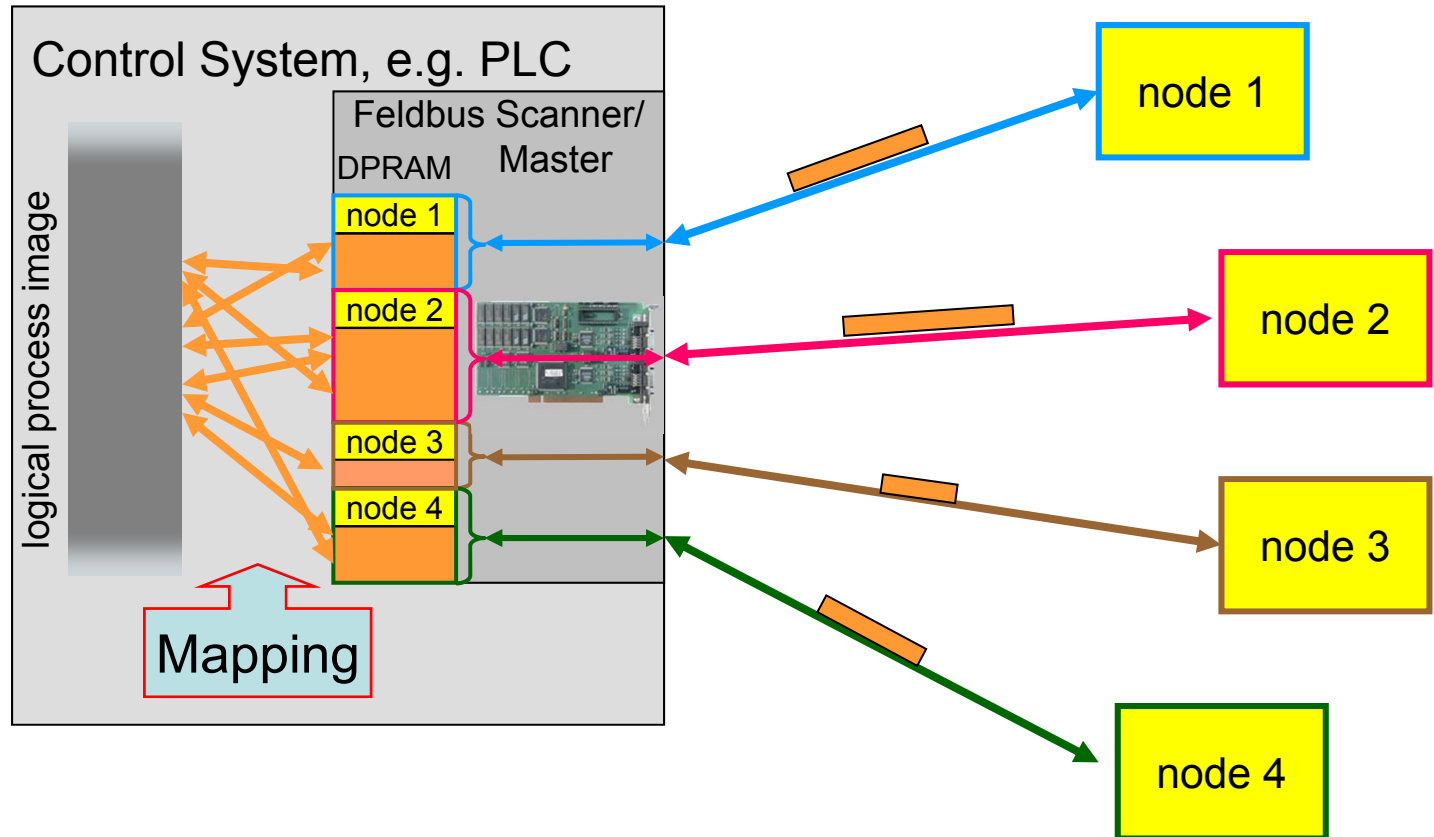 Control System, e.g. PLC
Feldbus Scanner/
Master
DPRAM
logical process image
node 1
node 2
node 3
node 4
Mapping
node 1
node 2
node 3
node 4